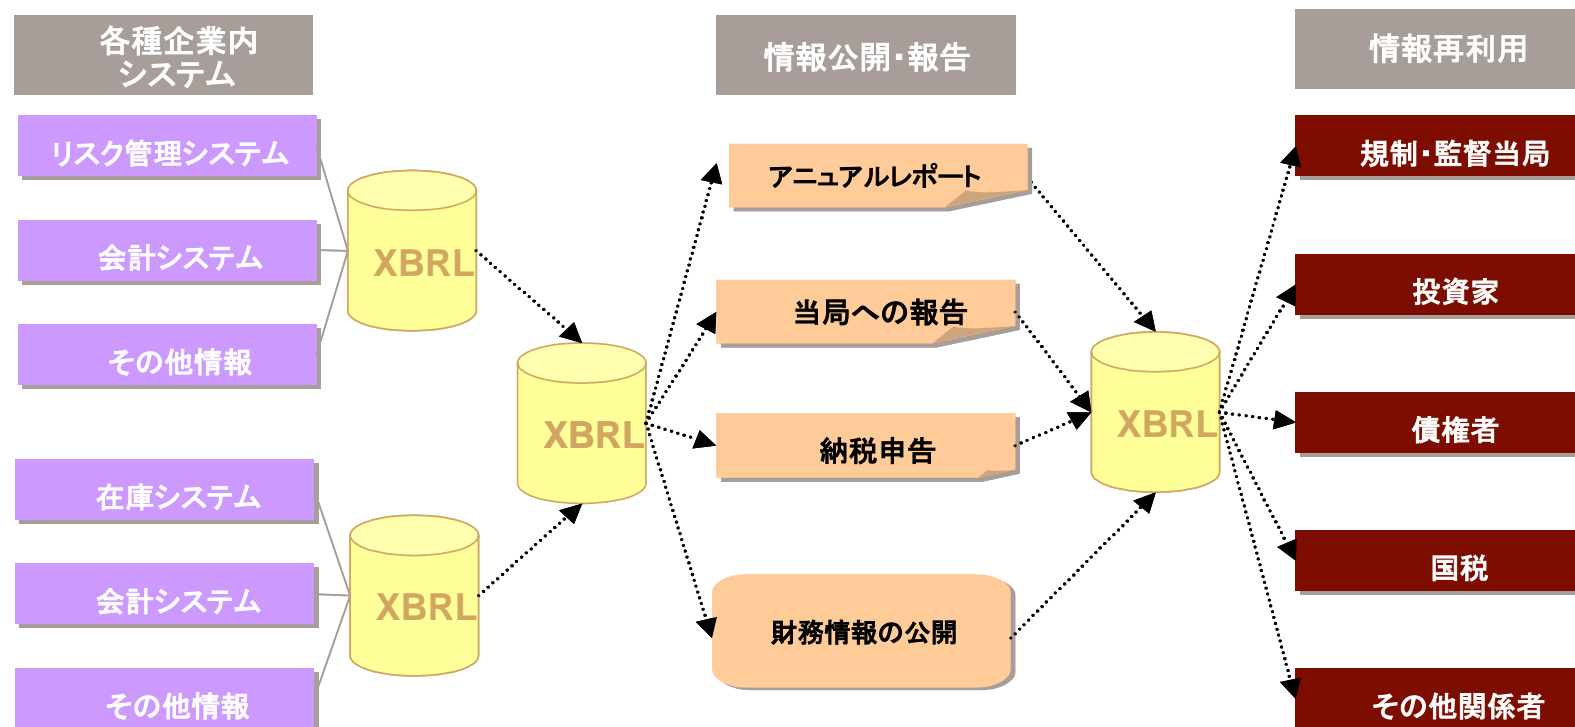 各種企業内
システム
リスク管理システム
会計システム
その他情報
在庫システム
会計システム
その他情報
XBRL
XBRL
XBRL
情報公開・報告
アニュアルレポート
当局への報告
納税申告
財務情報の公開
XBRL
情報再利用
規制・監督当局
投資家
債権者
国税
その他関係者